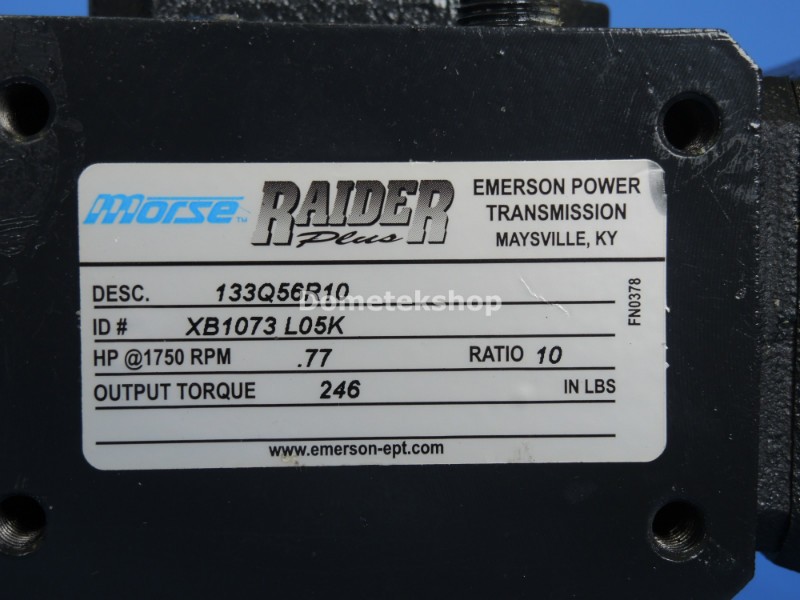 morse™ RAIDER Plus
EMERSON POWER
TRANSMISSION
MAYSVILLE, KY
DESC. 133Q56R10
ID # XB1073 L05K
HP @1750 RPM .77 RATIO 10
OUTPUT TORQUE 246 IN LBS
www.emerson-ept.com
FN0378
Dometekshop